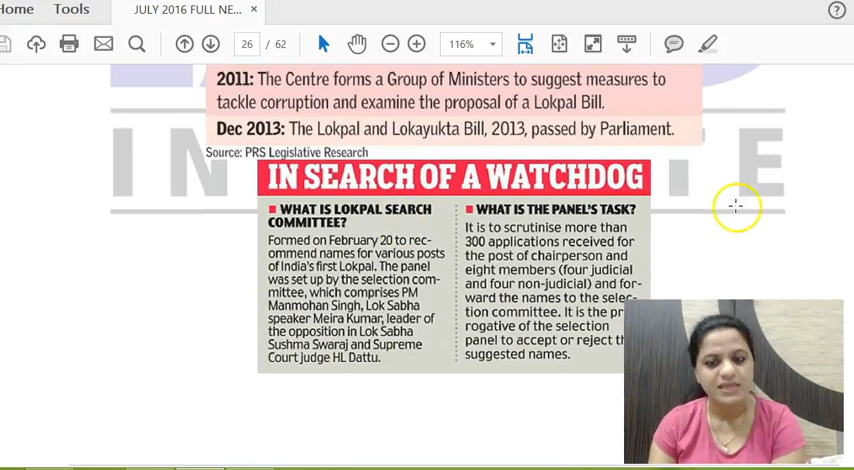 Home Tools JULY 2016 FULL NE... ×
26 / 62 116%
2011: The Centre forms a Group of Ministers to suggest measures to
tackle corruption and examine the proposal of a Lokpal Bill.
Dec 2013: The Lokpal and Lokayukta Bill, 2013, passed by Parliament.
Source: PRS Legislative Research
IN SEARCH OF A WATCHDOG
WHAT IS LOKPAL SEARCH
COMMITTEE?
Formed on February 20 to rec-
ommend names for various posts
of India's first Lokpal. The panel
was set up by the selection com-
mittee, which comprises PM
Manmohan Singh, Lok Sabha
speaker Meira Kumar, leader of
the opposition in Lok Sabha
Sushma Swaraj and Supreme
Court judge HL Dattu.
WHAT IS THE PANEL'S TASK?
It is to scrutinise more than
300 applications received for
the post of chairperson and
eight members (four judicial
and four non-judicial) and for-
ward the names to the selec-
tion committee. It is the pr
rogative of the selection
panel to accept or reject th
suggested names.